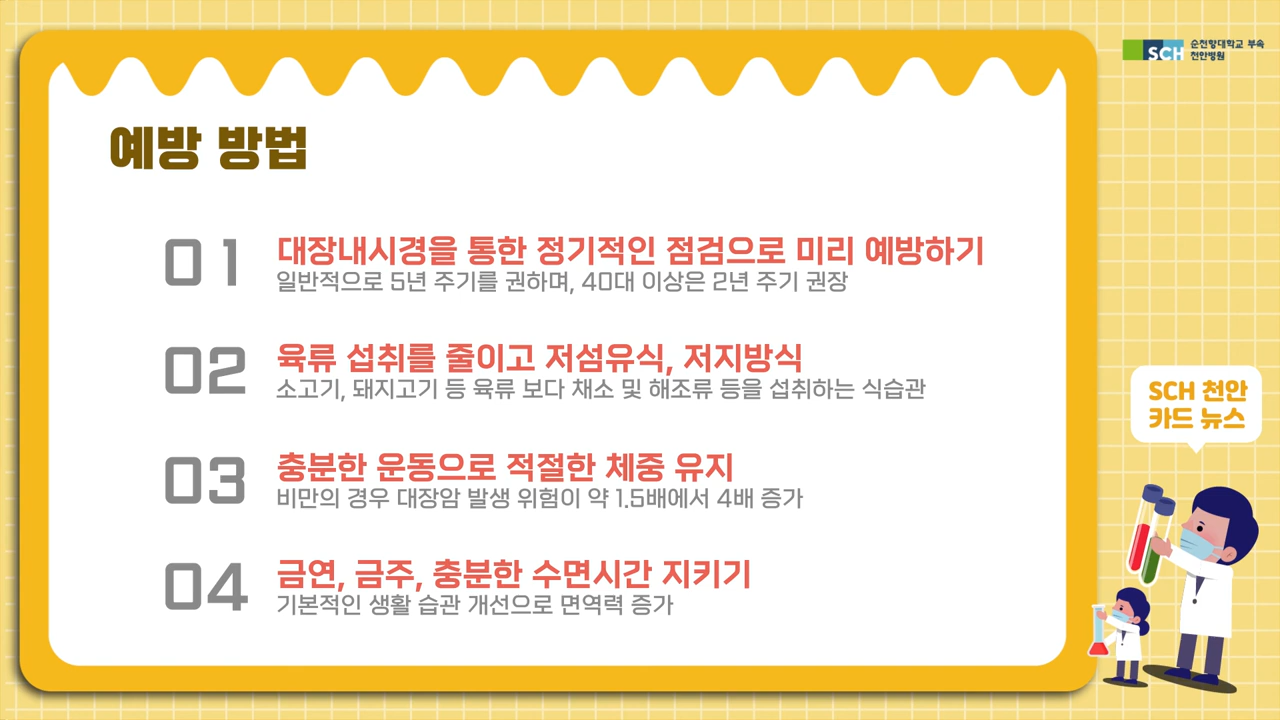 SCH 순천향대학교 부속
천안병원
예방 방법
01 대장내시경을 통한 정기적인 점검으로 미리 예방하기
일반적으로 5년 주기를 권하며, 40대 이상은 2년 주기 권장
02 육류 섭취를 줄이고 저섬유식, 저지방식
소고기, 돼지고기 등 육류 보다 채소 및 해조류 등을 섭취하는 식습관
03 충분한 운동으로 적절한 체중 유지
비만의 경우 대장암 발생 위험이 약 1.5배에서 4배 증가
04 금연, 금주, 충분한 수면시간 지키기
기본적인 생활 습관 개선으로 면역력 증가
SCH 천안
카드 뉴스